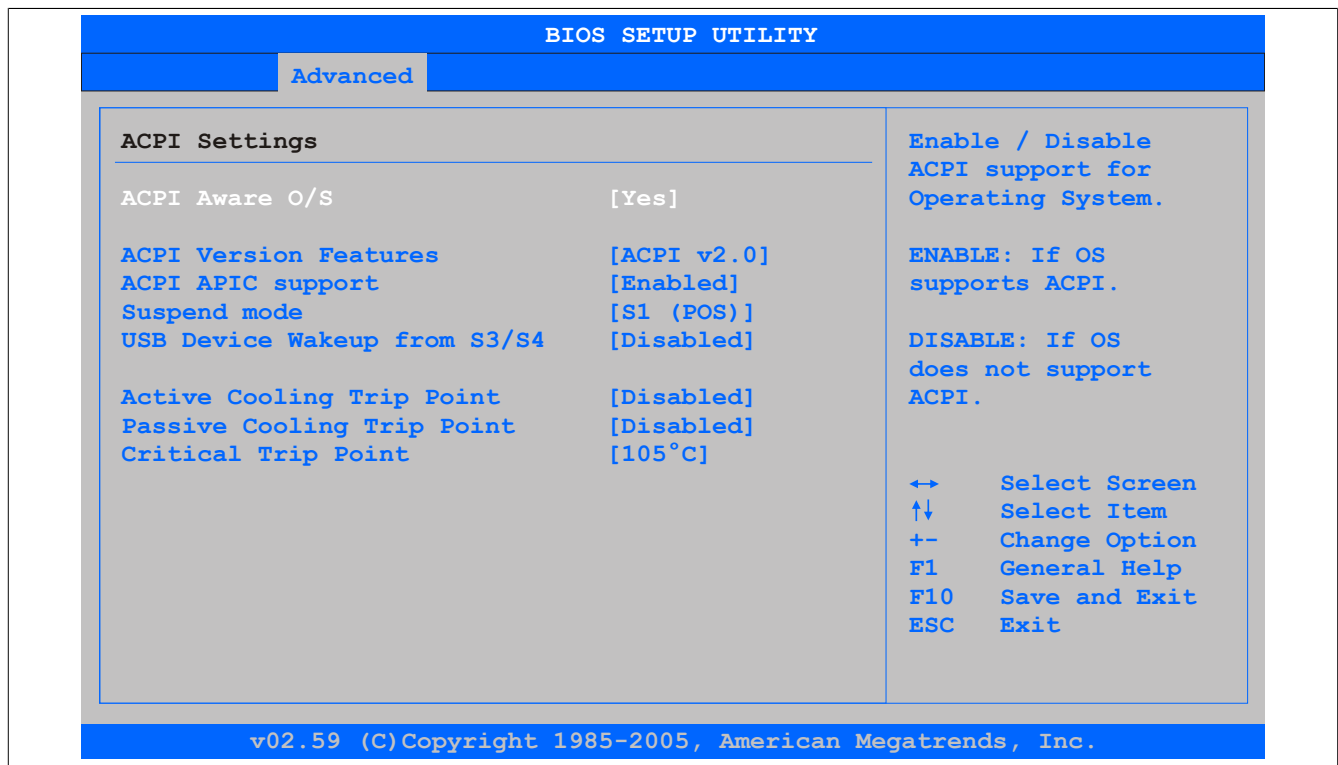 BIOS SETUP UTILITY
Advanced
ACPI Settings
ACPI Aware O/S [Yes]
ACPI Version Features [ACPI v2.0]
ACPI APIC support [Enabled]
Suspend mode [S1 (POS)]
USB Device Wakeup from S3/S4 [Disabled]
Active Cooling Trip Point [Disabled]
Passive Cooling Trip Point [Disabled]
Critical Trip Point [105°C]
Enable / Disable
ACPI support for
Operating System.
ENABLE: If OS
supports ACPI.
DISABLE: If OS
does not support
ACPI.
↔ Select Screen
↑↓ Select Item
+- Change Option
F1 General Help
F10 Save and Exit
ESC Exit
v02.59 (C)Copyright 1985-2005, American Megatrends, Inc.